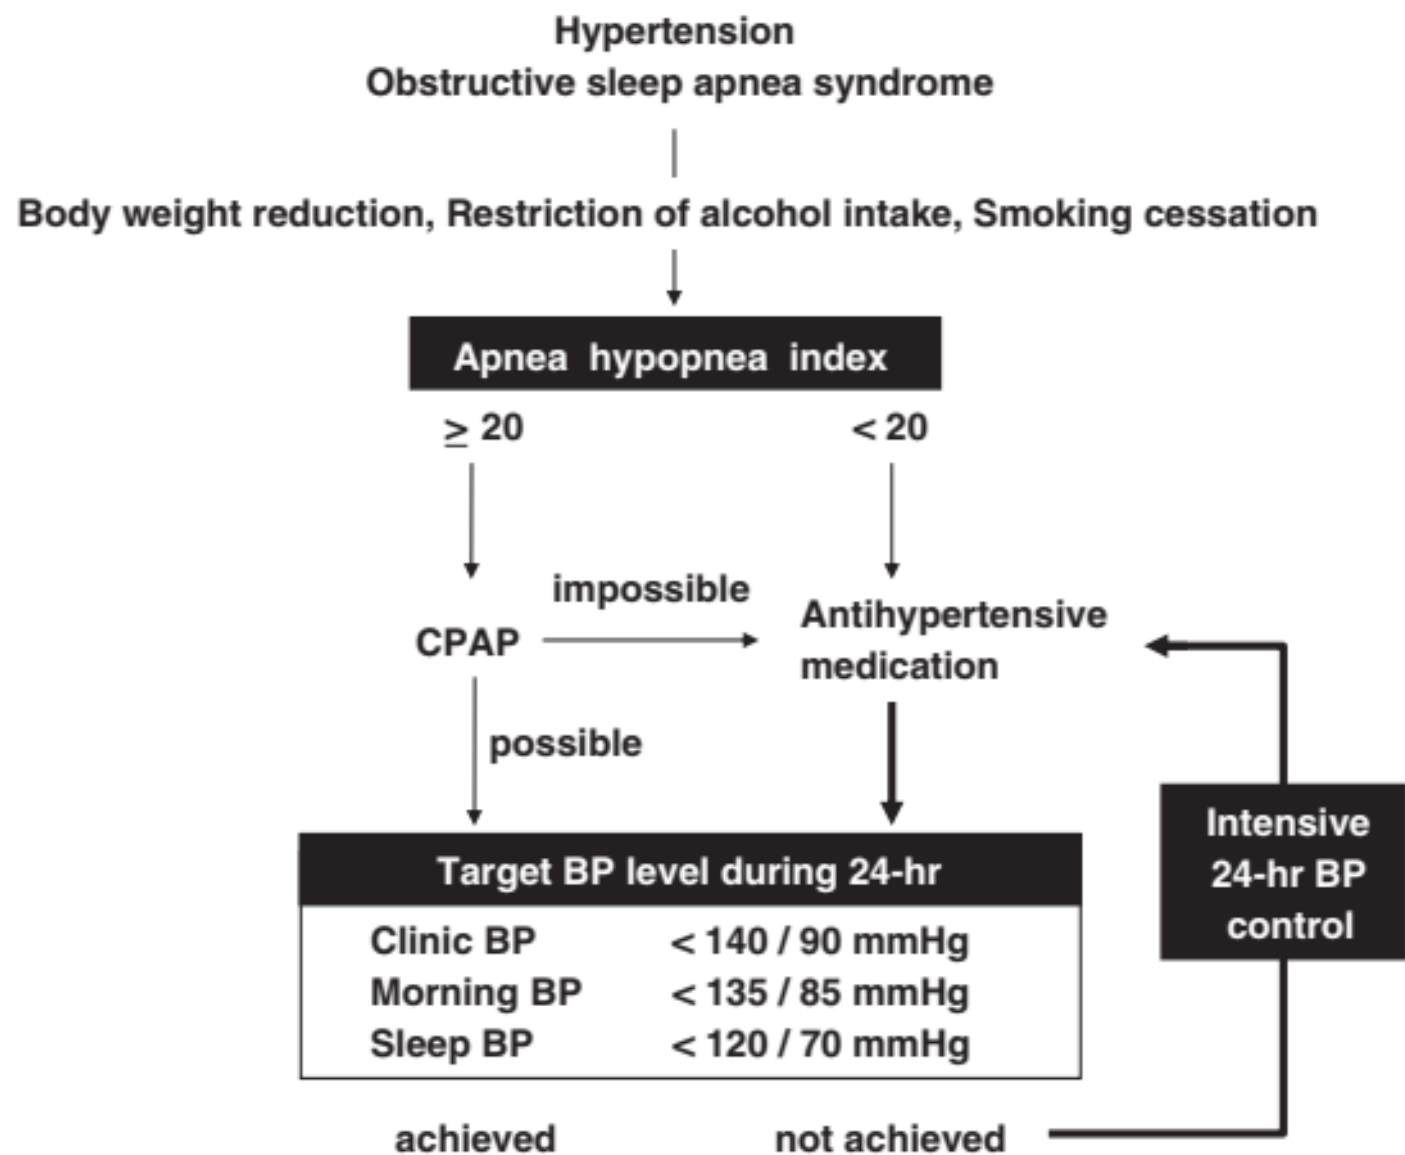 Hypertension
Obstructive sleep apnea syndrome
Body weight reduction, Restriction of alcohol intake, Smoking cessation
Apnea hypopnea index
≥ 20
< 20
impossible
CPAP
Antihypertensive
medication
possible
Intensive
24-hr BP
control
Target BP level during 24-hr
Clinic BP < 140 / 90 mmHg
Morning BP < 135 / 85 mmHg
Sleep BP < 120 / 70 mmHg
achieved
not achieved